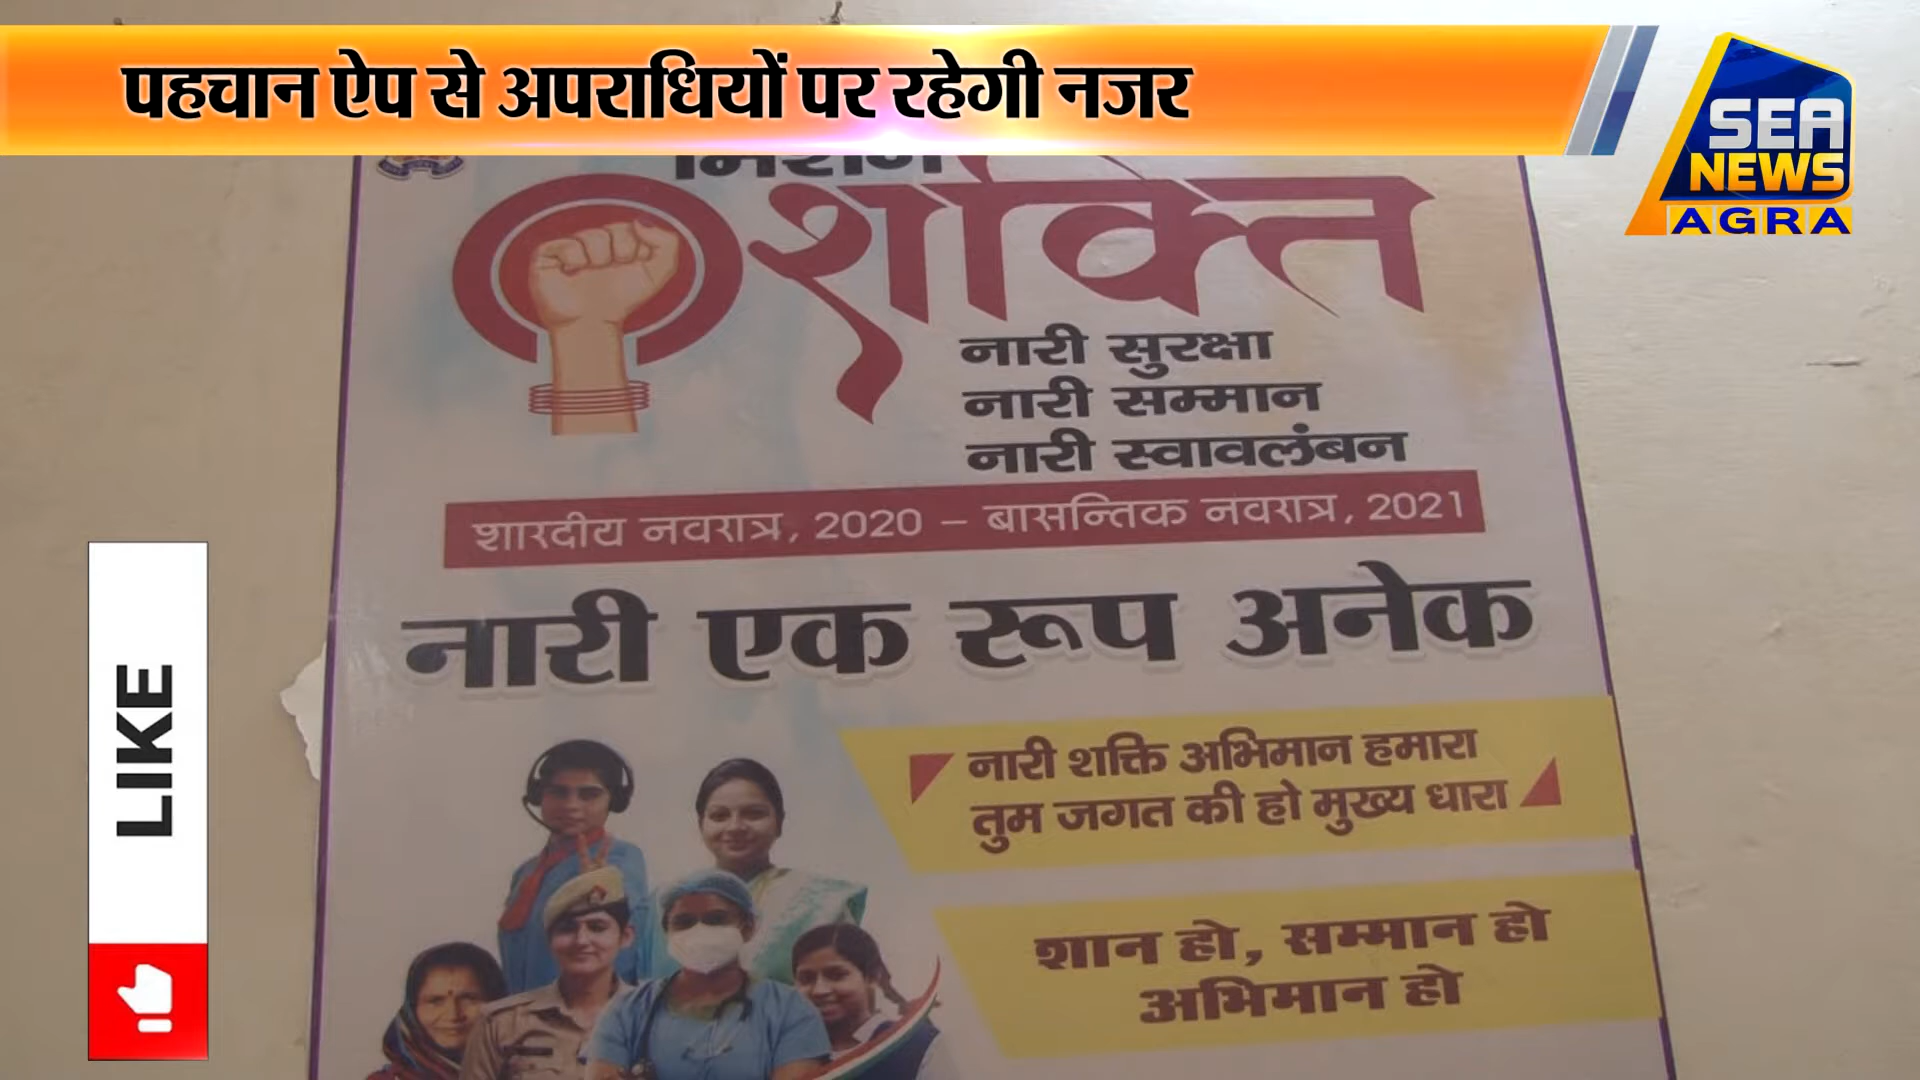 पहचान ऐप से अपराधियों पर रहेगी नजर
SEA
NEWS
AGRA
शक्ति
नारी सुरक्षा
नारी सम्मान
नारी स्वावलंबन
शारदीय नवरात्र, 2020 – बासन्तिक नवरात्र, 2021
नारी एक रूप अनेक
नारी शक्ति अभिमान हमारा
तुम जगत की हो मुख्य धारा
शान हो, सम्मान हो
अभिमान हो
LIKE